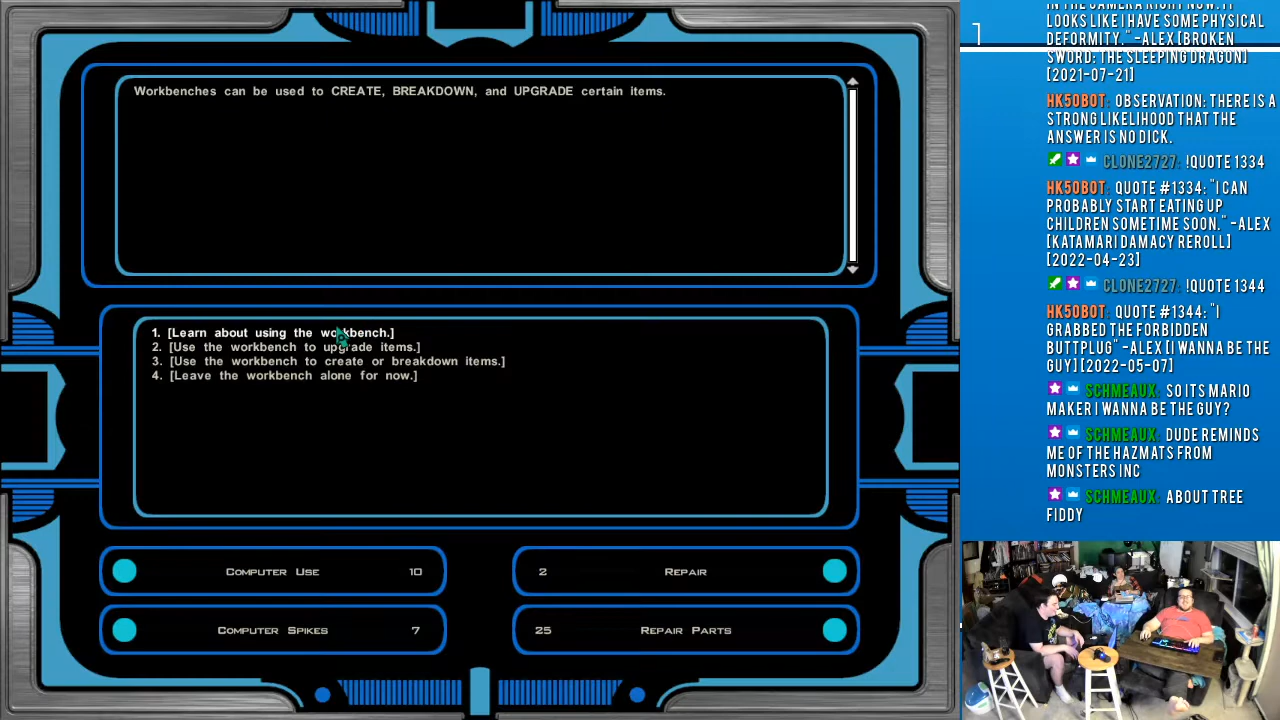 Workbenches can be used to CREATE, BREAKDOWN, and UPGRADE certain items.
1. [Learn about using the workbench.]
2. [Use the workbench to upgrade items.]
3. [Use the workbench to create or breakdown items.]
4. [Leave the workbench alone for now.]
COMPUTER USE 10
2 REPAIR
COMPUTER SPIKES 7
25 REPAIR PARTS
1
IN THE CAMERA RIGHT NOW. IT
LOOKS LIKE I HAVE SOME PHYSICAL
DEFORMITY." -ALEX [BROKEN
SWORD: THE SLEEPING DRAGON]
[2021-07-21]
HK50BOT: OBSERVATION: THERE IS A
STRONG LIKELIHOOD THAT THE
ANSWER IS NO DICK.
CLONE2727: !QUOTE 1334
HK50BOT: QUOTE #1334: "I CAN
PROBABLY START EATING UP
CHILDREN SOMETIME SOON." -ALEX
[KATAMARI DAMACY REROLL]
[2022-04-23]
CLONE2727: !QUOTE 1344
HK50BOT: QUOTE #1344: "I
GRABBED THE FORBIDDEN
BUTTPLUG" -ALEX [I WANNA BE THE
GUY] [2022-05-07]
SCHMEAUX: SO ITS MARIO
MAKER I WANNA BE THE GUY?
SCHMEAUX: DUDE REMINDS
ME OF THE HAZMATS FROM
MONSTERS INC
SCHMEAUX: ABOUT TREE
FIDDY